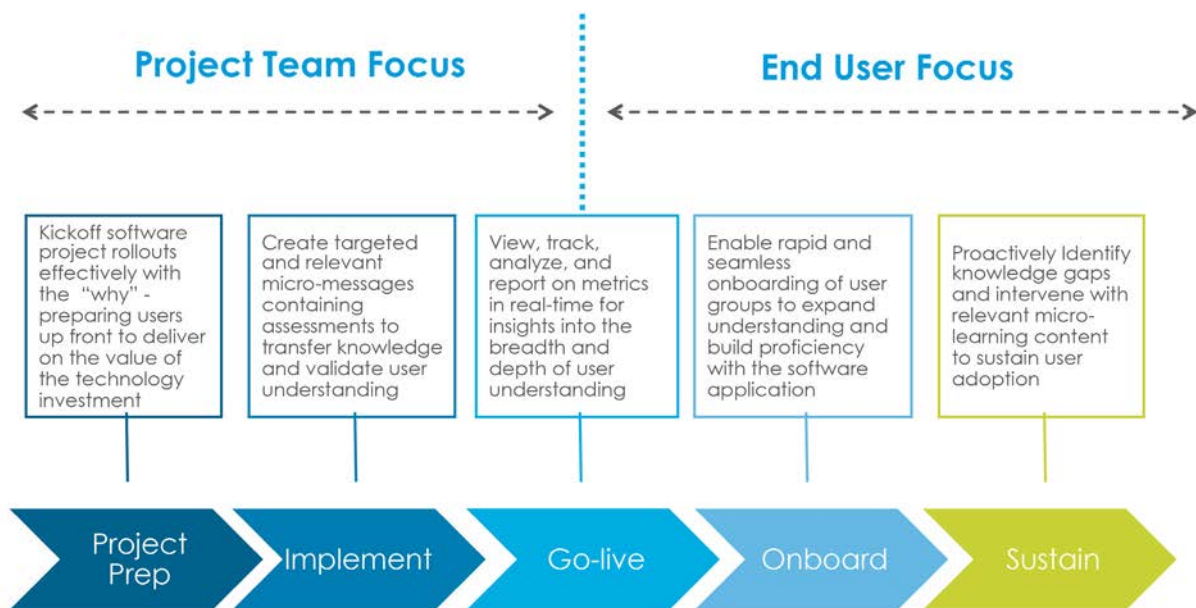 Project Team Focus
End User Focus
Kickoff software
project rollouts
effectively with
the "why" -
preparing users
up front to deliver
on the value of
the technology
investment
Create targeted
and relevant
micro-messages
containing
assessments to
transfer knowledge
and validate user
understanding
View, track,
analyze, and
report on metrics
in real-time for
insights into the
breadth and
depth of user
understanding
Enable rapid and
seamless
onboarding of user
groups to expand
understanding and
build proficiency
with the software
application
Proactively Identify
knowledge gaps
and intervene with
relevant micro-
learning content
to sustain user
adoption
Project
Prep
Implement
Go-live
Onboard
Sustain